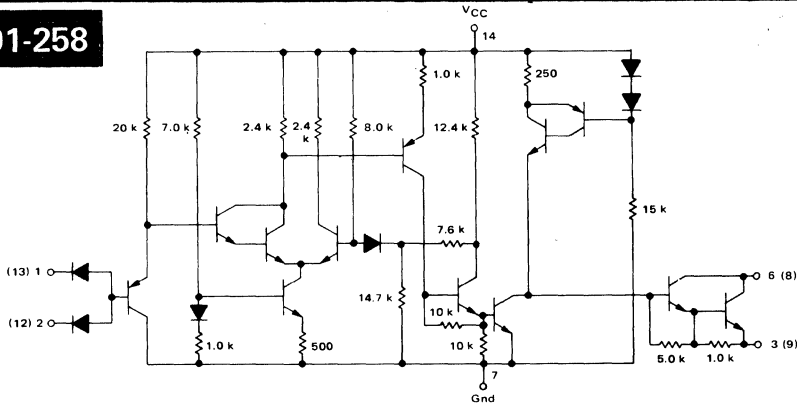 01-258
VCC
14
1.0 k
250
20 k
7.0 k
2.4 k
2.4 k
8.0 k
12.4 k
7.6 k
15 k
(13) 1
(12) 2
14.7 k
10 k
10 k
6 (8)
3 (9)
1.0 k
500
5.0 k
1.0 k
7
Gnd